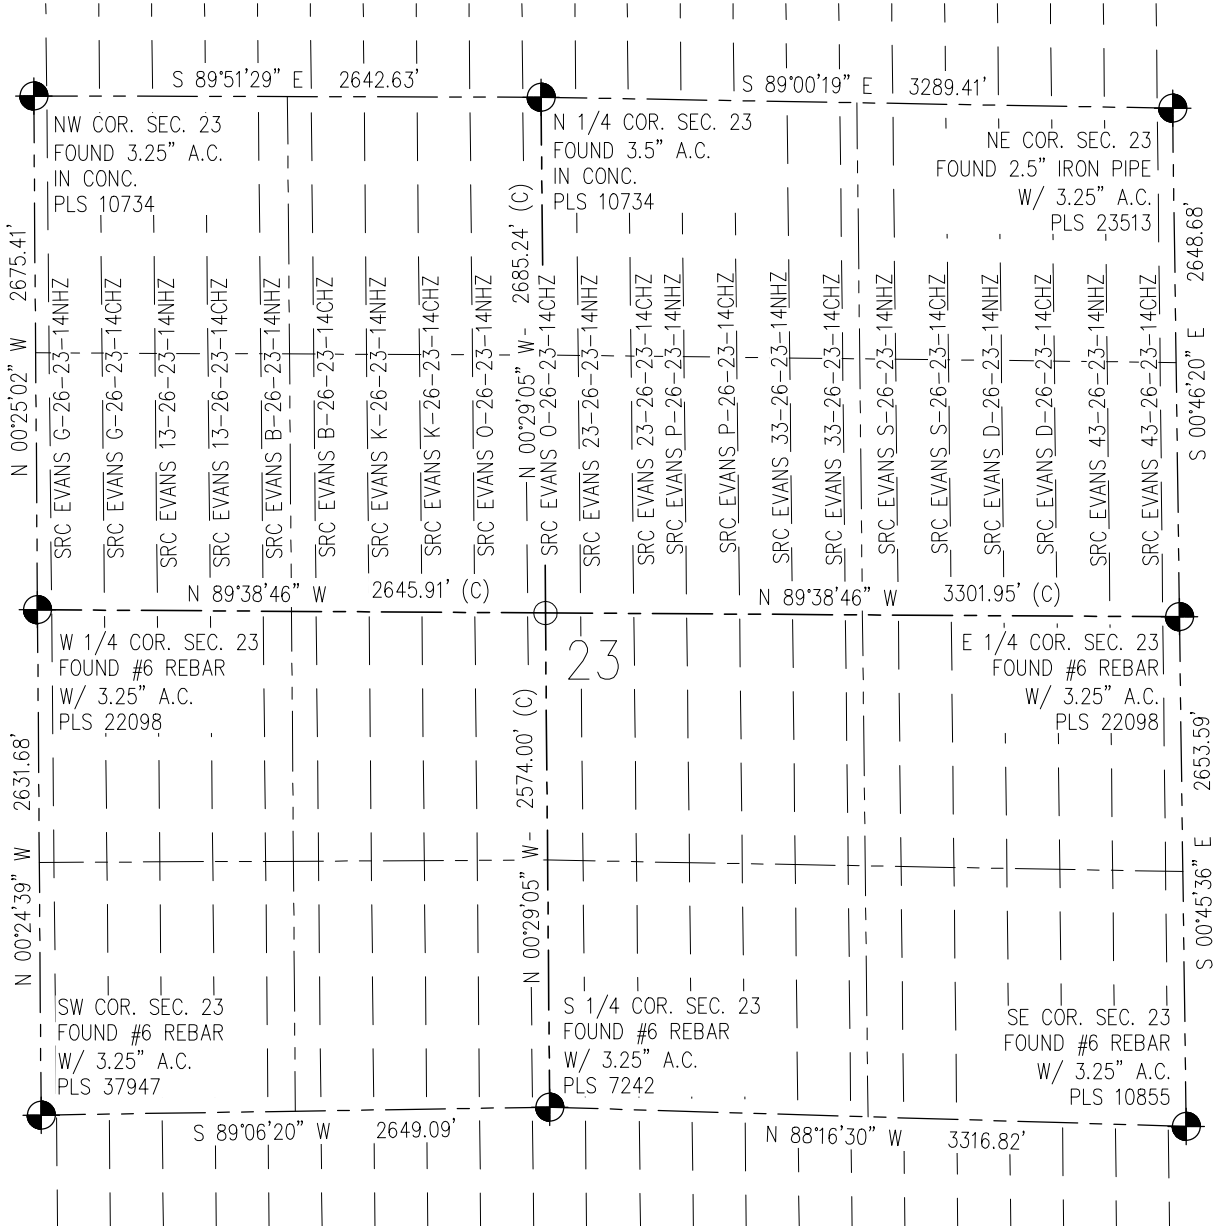 S 89°51'29" E 2642.63'
S 89°00'19" E 3289.41'
NW COR. SEC. 23
FOUND 3.25" A.C.
IN CONC.
PLS 10734
N 1/4 COR. SEC. 23
FOUND 3.5" A.C.
IN CONC.
PLS 10734
NE COR. SEC. 23
FOUND 2.5" IRON PIPE
W/ 3.25" A.C.
PLS 23513
N 00°25'02" W 2675.41'
SRC EVANS G-26-23-14NHZ
SRC EVANS G-26-23-14CHZ
SRC EVANS 13-26-23-14NHZ
SRC EVANS 13-26-23-14CHZ
SRC EVANS B-26-23-14NHZ
SRC EVANS B-26-23-14CHZ
SRC EVANS K-26-23-14NHZ
SRC EVANS K-26-23-14CHZ
SRC EVANS O-26-23-14NHZ
N 00°29'05" W 2685.24' (C)
SRC EVANS O-26-23-14CHZ
SRC EVANS 23-26-23-14NHZ
SRC EVANS 23-26-23-14CHZ
SRC EVANS P-26-23-14NHZ
SRC EVANS P-26-23-14CHZ
SRC EVANS 33-26-23-14NHZ
SRC EVANS 33-26-23-14CHZ
SRC EVANS S-26-23-14NHZ
SRC EVANS S-26-23-14CHZ
SRC EVANS D-26-23-14NHZ
SRC EVANS D-26-23-14CHZ
SRC EVANS 43-26-23-14NHZ
SRC EVANS 43-26-23-14CHZ
S 00°46'20" E 2648.68'
N 89°38'46" W 2645.91' (C)
N 89°38'46" W 3301.95' (C)
W 1/4 COR. SEC. 23
FOUND #6 REBAR
W/ 3.25" A.C.
PLS 22098
23
E 1/4 COR. SEC. 23
FOUND #6 REBAR
W/ 3.25" A.C.
PLS 22098
N 00°24'39" W 2631.68'
N 00°29'05" W 2574.00' (C)
S 00°45'36" E 2653.59'
SW COR. SEC. 23
FOUND #6 REBAR
W/ 3.25" A.C.
PLS 37947
S 1/4 COR. SEC. 23
FOUND #6 REBAR
W/ 3.25" A.C.
PLS 7242
SE COR. SEC. 23
FOUND #6 REBAR
W/ 3.25" A.C.
PLS 10855
S 89°06'20" W 2649.09'
N 88°16'30" W 3316.82'